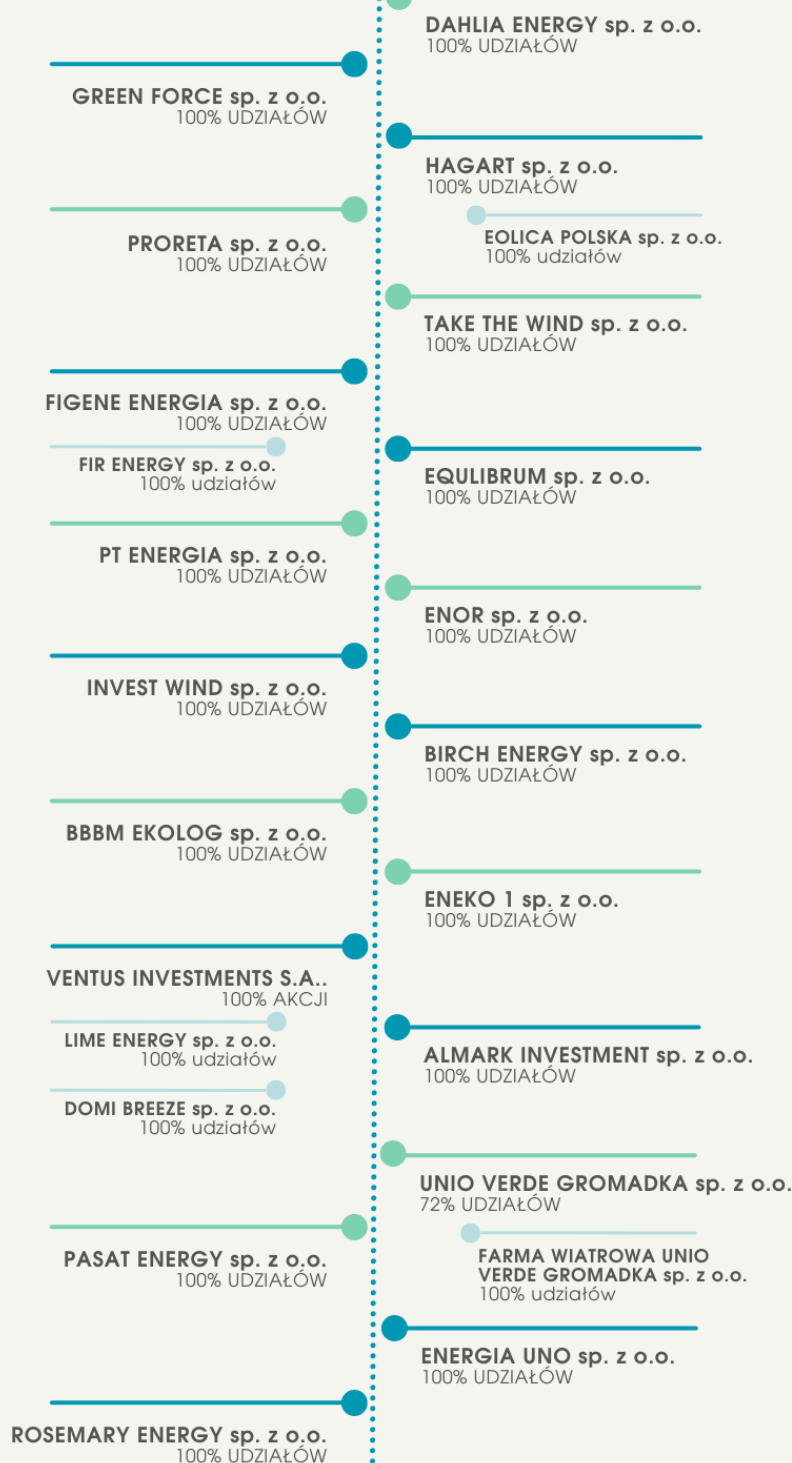 DAHLIA ENERGY sp. z o.o.
100% UDZIAŁÓW
GREEN FORCE sp. z o.o.
100% UDZIAŁÓW
HAGART sp. z o.o.
100% UDZIAŁÓW
EOLICA POLSKA sp. z o.o.
100% udziałów
PRORETA sp. z o.o.
100% UDZIAŁÓW
TAKE THE WIND sp. z o.o.
100% UDZIAŁÓW
FIGENE ENERGIA sp. z o.o.
100% UDZIAŁÓW
FIR ENERGY sp. z o.o.
100% udziałów
EQULIBRUM sp. z o.o.
100% UDZIAŁÓW
PT ENERGIA sp. z o.o.
100% UDZIAŁÓW
ENOR sp. z o.o.
100% UDZIAŁÓW
INVEST WIND sp. z o.o.
100% UDZIAŁÓW
BIRCH ENERGY sp. z o.o.
100% UDZIAŁÓW
BBBM EKOLOG sp. z o.o.
100% UDZIAŁÓW
ENEKO 1 sp. z o.o.
100% UDZIAŁÓW
VENTUS INVESTMENTS S.A..
100% AKCJI
LIME ENERGY sp. z o.o.
100% udziałów
DOMI BREEZE sp. z o.o.
100% udziałów
ALMARK INVESTMENT sp. z o.o.
100% UDZIAŁÓW
UNIO VERDE GROMADKA sp. z o.o.
72% UDZIAŁÓW
FARMA WIATROWA UNIO
VERDE GROMADKA sp. z o.o.
100% udziałów
PASAT ENERGY sp. z o.o.
100% UDZIAŁÓW
ENERGIA UNO sp. z o.o.
100% UDZIAŁÓW
ROSEMARY ENERGY sp. z o.o.
100% UDZIAŁÓW